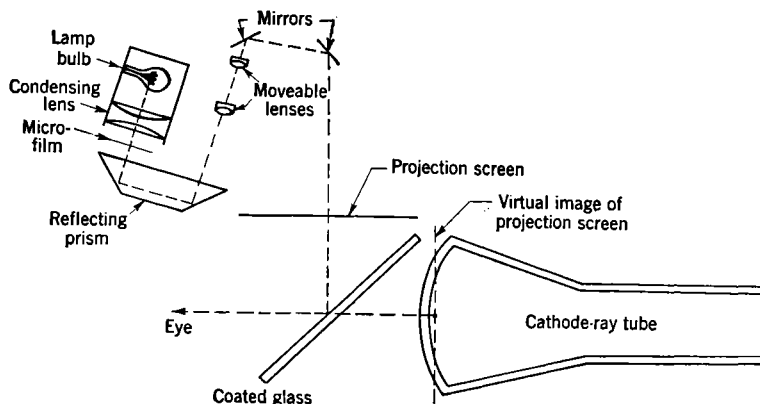 Mirrors
Lamp
bulb
Condensing
lens
Micro-
film
Moveable
lenses
Reflecting
prism
Projection screen
Virtual image of
projection screen
Eye
Cathode-ray tube
Coated glass